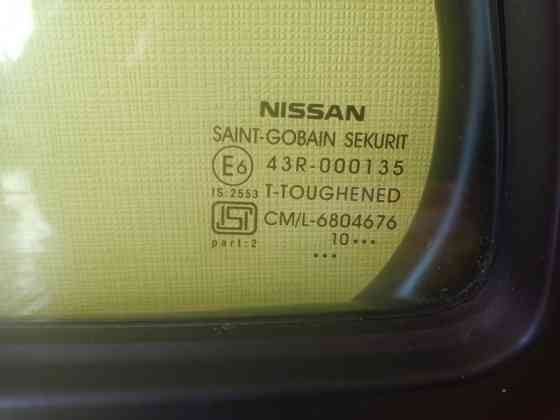 NISSAN
SAINT-GOBAIN SEKURIT
E6 43R-000135
IS:2553 T-TOUGHENED
ISI CM/L-6804676
part:2 10•••
•••